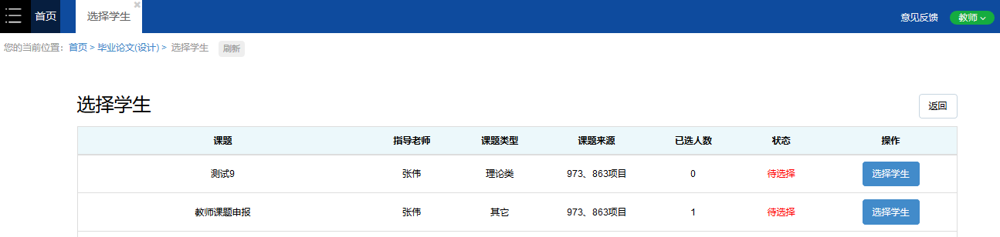 首页 选择学生 意见反馈 教师
您的当前位置： 首页 > 毕业论文(设计) > 选择学生 刷新
选择学生 返回
课题 指导老师 课题类型 课题来源 已选人数 状态 操作
测试9 张伟 理论类 973、863项目 0 待选择 选择学生
教师课题申报 张伟 其它 973、863项目 1 待选择 选择学生